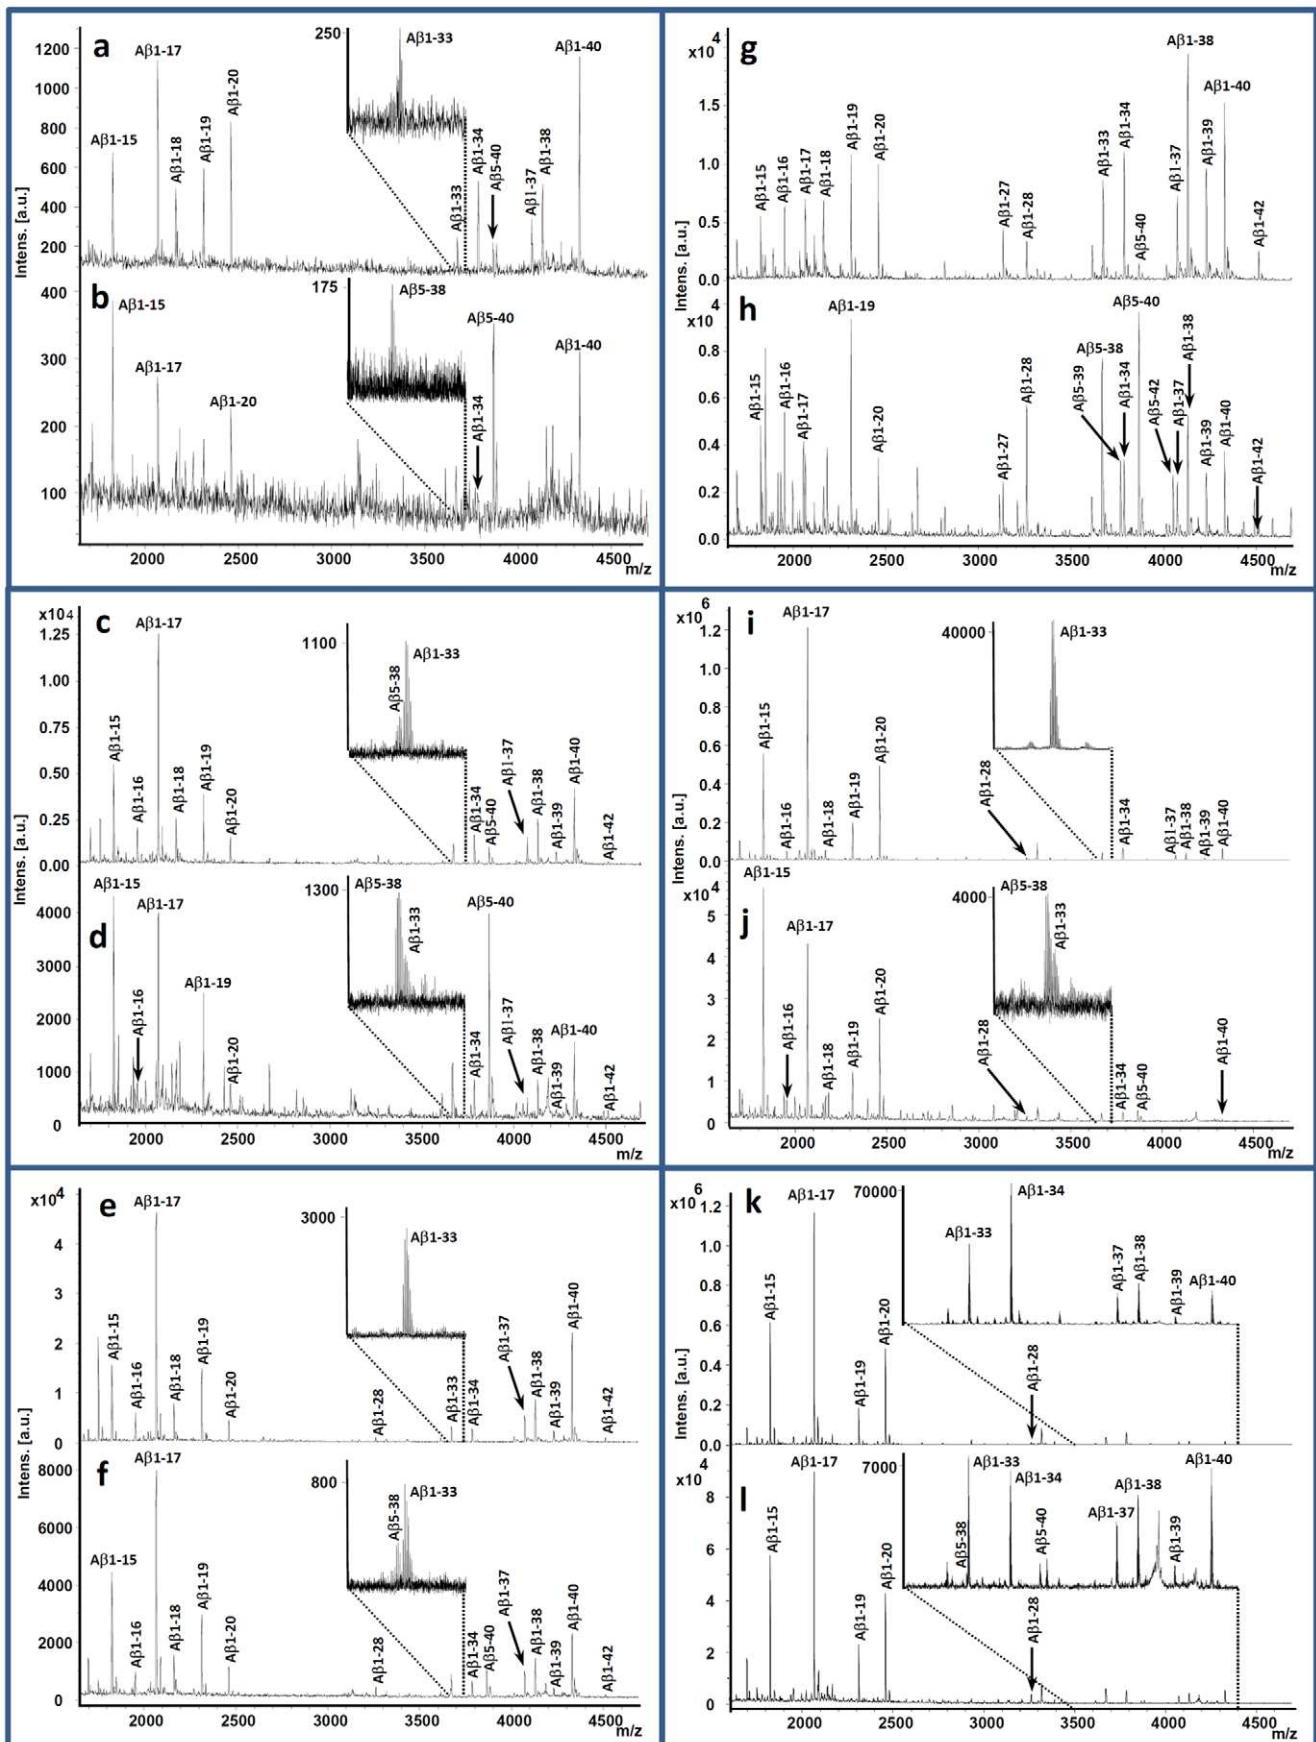 a
Intens. [a.u.]
1200
1000
800
600
400
200
Aβ1-15
Aβ1-17
Aβ1-18
Aβ1-19
Aβ1-20
250
Aβ1-33
Aβ1-33
Aβ1-34
Aβ5-40
Aβ1-37
Aβ1-38
Aβ1-40
b
400
300
200
100
Aβ1-15
Aβ1-17
Aβ1-20
175
Aβ5-38
Aβ1-34
Aβ5-40
Aβ1-40
2000 2500 3000 3500 4000 4500
m/z
g
x10 4
Intens. [a.u.]
1.5
1.0
0.5
0.0
Aβ1-15
Aβ1-16
Aβ1-17
Aβ1-18
Aβ1-19
Aβ1-20
Aβ1-27
Aβ1-28
Aβ1-33
Aβ1-34
Aβ5-40
Aβ1-37
Aβ1-38
Aβ1-39
Aβ1-40
Aβ1-42
h
x10 4
0.8
0.6
0.4
0.2
0.0
Aβ1-15
Aβ1-16
Aβ1-17
Aβ1-19
Aβ1-20
Aβ1-27
Aβ1-28
Aβ5-39
Aβ5-38
Aβ1-34
Aβ5-40
Aβ5-42
Aβ1-37
Aβ1-38
Aβ1-39
Aβ1-40
Aβ1-42
2000 2500 3000 3500 4000 4500
m/z
c
x10 4
Intens. [a.u.]
1.25
1.00
0.75
0.50
0.25
0.00
Aβ1-15
Aβ1-16
Aβ1-17
Aβ1-18
Aβ1-19
Aβ1-20
1100
Aβ5-38
Aβ1-33
Aβ1-34
Aβ5-40
Aβ1-37
Aβ1-38
Aβ1-39
Aβ1-40
Aβ1-42
d
4000
3000
2000
1000
0
Aβ1-15
Aβ1-16
Aβ1-17
Aβ1-19
Aβ1-20
1300
Aβ5-38
Aβ1-33
Aβ1-34
Aβ5-40
Aβ1-37
Aβ1-38
Aβ1-39
Aβ1-40
Aβ1-42
2000 2500 3000 3500 4000 4500
m/z
i
x10 6
Intens. [a.u.]
1.2
1.0
0.8
0.6
0.4
0.2
0.0
Aβ1-15
Aβ1-16
Aβ1-17
Aβ1-18
Aβ1-19
Aβ1-20
Aβ1-28
40000
Aβ1-33
Aβ1-34
Aβ1-37
Aβ1-38
Aβ1-39
Aβ1-40
j
x10 4
5
4
3
2
1
0
Aβ1-15
Aβ1-16
Aβ1-17
Aβ1-18
Aβ1-19
Aβ1-20
Aβ1-28
4000
Aβ5-38
Aβ1-33
Aβ1-34
Aβ5-40
Aβ1-40
2000 2500 3000 3500 4000 4500
m/z
e
x10 4
Intens. [a.u.]
4
3
2
1
0
Aβ1-15
Aβ1-16
Aβ1-17
Aβ1-18
Aβ1-19
Aβ1-20
Aβ1-28
3000
Aβ1-33
Aβ1-33
Aβ1-34
Aβ1-37
Aβ1-38
Aβ1-39
Aβ1-40
Aβ1-42
f
8000
6000
4000
2000
0
Aβ1-15
Aβ1-16
Aβ1-17
Aβ1-18
Aβ1-19
Aβ1-20
Aβ1-28
800
Aβ5-38
Aβ1-33
Aβ1-34
Aβ5-40
Aβ1-37
Aβ1-38
Aβ1-39
Aβ1-40
Aβ1-42
2000 2500 3000 3500 4000 4500
m/z
k
x10 6
Intens. [a.u.]
1.2
1.0
0.8
0.6
0.4
0.2
0.0
Aβ1-15
Aβ1-17
Aβ1-19
Aβ1-20
Aβ1-28
70000
Aβ1-33
Aβ1-34
Aβ1-37
Aβ1-38
Aβ1-39
Aβ1-40
l
x10 4
8
6
4
2
0
Aβ1-15
Aβ1-17
Aβ1-19
Aβ1-20
Aβ1-28
7000
Aβ5-38
Aβ1-33
Aβ1-34
Aβ5-40
Aβ1-37
Aβ1-38
Aβ1-39
Aβ1-40
2000 2500 3000 3500 4000 4500
m/z